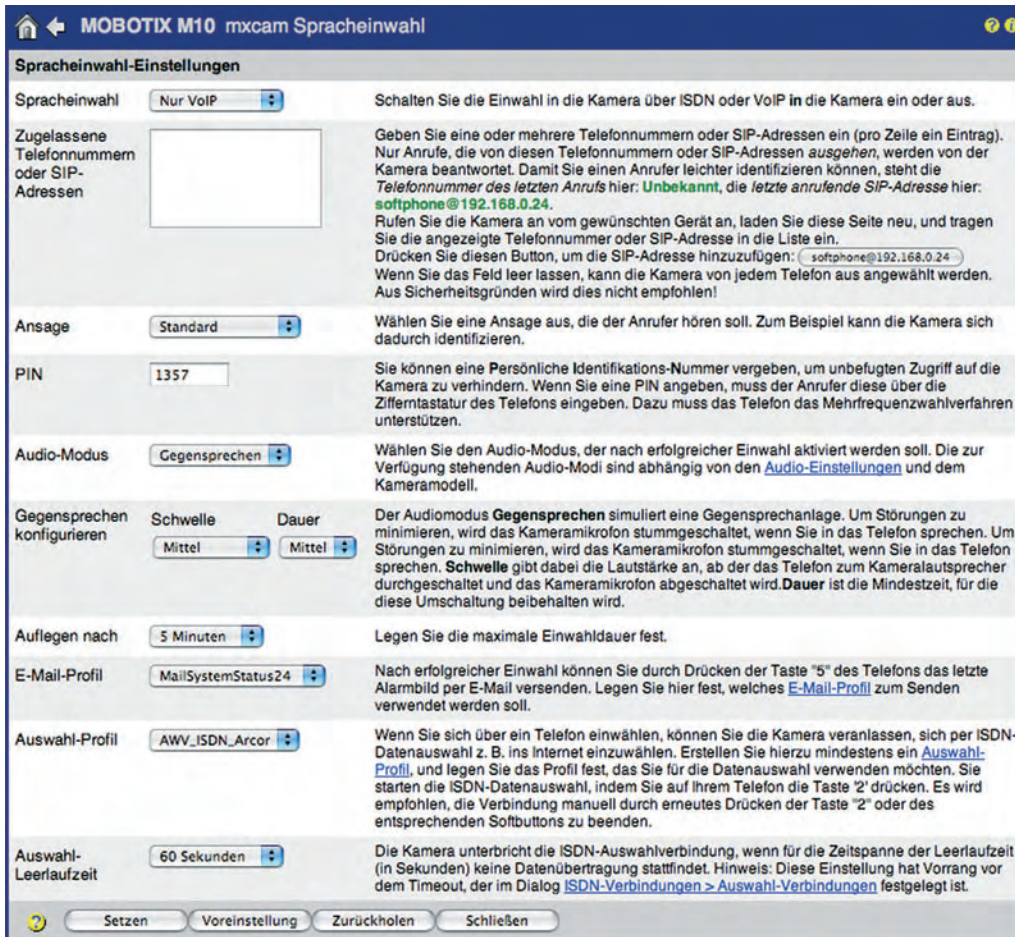 MOBOTIX M10 mxcam Spracheinwahl
Spracheinwahl-Einstellungen
Spracheinwahl
Nur VoIP
Schalten Sie die Einwahl in die Kamera über ISDN oder VoIP in die Kamera ein oder aus.
Zugelassene
Telefonnummern
oder SIP-
Adressen
Geben Sie eine oder mehrere Telefonnummern oder SIP-Adressen ein (pro Zeile ein Eintrag).
Nur Anrufe, die von diesen Telefonnummern oder SIP-Adressen ausgehen, werden von der
Kamera beantwortet. Damit Sie einen Anrufer leichter identifizieren können, steht die
Telefonnummer des letzten Anrufs hier: Unbekannt, die letzte anrufende SIP-Adresse hier:
softphone@192.168.0.24.
Rufen Sie die Kamera an vom gewünschten Gerät an, laden Sie diese Seite neu, und tragen
Sie die angezeigte Telefonnummer oder SIP-Adresse in die Liste ein.
Drücken Sie diesen Button, um die SIP-Adresse hinzuzufügen: softphone@192.168.0.24
Wenn Sie das Feld leer lassen, kann die Kamera von jedem Telefon aus angewählt werden.
Aus Sicherheitsgründen wird dies nicht empfohlen!
Ansage
Standard
Wählen Sie eine Ansage aus, die der Anrufer hören soll. Zum Beispiel kann die Kamera sich
dadurch identifizieren.
PIN
1357
Sie können eine Persönliche Identifikations-Nummer vergeben, um unbefugten Zugriff auf die
Kamera zu verhindern. Wenn Sie eine PIN angeben, muss der Anrufer diese über die
Zifferntastatur des Telefons eingeben. Dazu muss das Telefon das Mehrfrequenzwahlverfahren
unterstützen.
Audio-Modus
Gegensprechen
Wählen Sie den Audio-Modus, der nach erfolgreicher Einwahl aktiviert werden soll. Die zur
Verfügung stehenden Audio-Modi sind abhängig von den Audio-Einstellungen und dem
Kameramodell.
Gegensprechen
konfigurieren
Schwelle Dauer
Mittel Mittel
Der Audiomodus Gegensprechen simuliert eine Gegensprechanlage. Um Störungen zu
minimieren, wird das Kameramikrofon stummgeschaltet, wenn Sie in das Telefon sprechen. Um
Störungen zu minimieren, wird das Kameramikrofon stummgeschaltet, wenn Sie in das Telefon
sprechen. Schwelle gibt dabei die Lautstärke an, ab der das Telefon zum Kameralautsprecher
durchgeschaltet und das Kameramikrofon abgeschaltet wird.Dauer ist die Mindestzeit, für die
diese Umschaltung beibehalten wird.
Auflegen nach
5 Minuten
Legen Sie die maximale Einwahldauer fest.
E-Mail-Profil
MailSystemStatus24
Nach erfolgreicher Einwahl können Sie durch Drücken der Taste "5" des Telefons das letzte
Alarmbild per E-Mail versenden. Legen Sie hier fest, welches E-Mail-Profil zum Senden
verwendet werden soll.
Auswahl-Profil
AWV_ISDN_Arcor
Wenn Sie sich über ein Telefon einwählen, können Sie die Kamera veranlassen, sich per ISDN-
Datenauswahl z. B. ins Internet einzuwählen. Erstellen Sie hierzu mindestens ein Auswahl-
Profil, und legen Sie das Profil fest, das Sie für die Datenauswahl verwenden möchten. Sie
starten die ISDN-Datenauswahl, indem Sie auf Ihrem Telefon die Taste '2' drücken. Es wird
empfohlen, die Verbindung manuell durch erneutes Drücken der Taste "2" oder des
entsprechenden Softbuttons zu beenden.
Auswahl-
Leerlaufzeit
60 Sekunden
Die Kamera unterbricht die ISDN-Auswahlverbindung, wenn für die Zeitspanne der Leerlaufzeit
(in Sekunden) keine Datenübertragung stattfindet. Hinweis: Diese Einstellung hat Vorrang vor
dem Timeout, der im Dialog ISDN-Verbindungen > Auswahl-Verbindungen festgelegt ist.
Setzen Voreinstellung Zurückholen Schließen